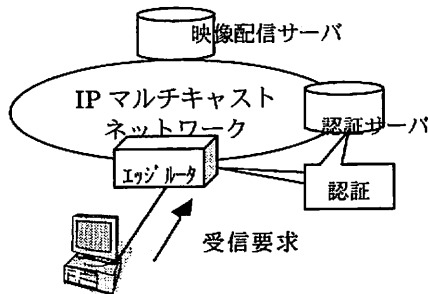 映像配信サーバ
IP マルチキャスト
ネットワーク
認証サーバ
エッジルータ
認証
受信要求